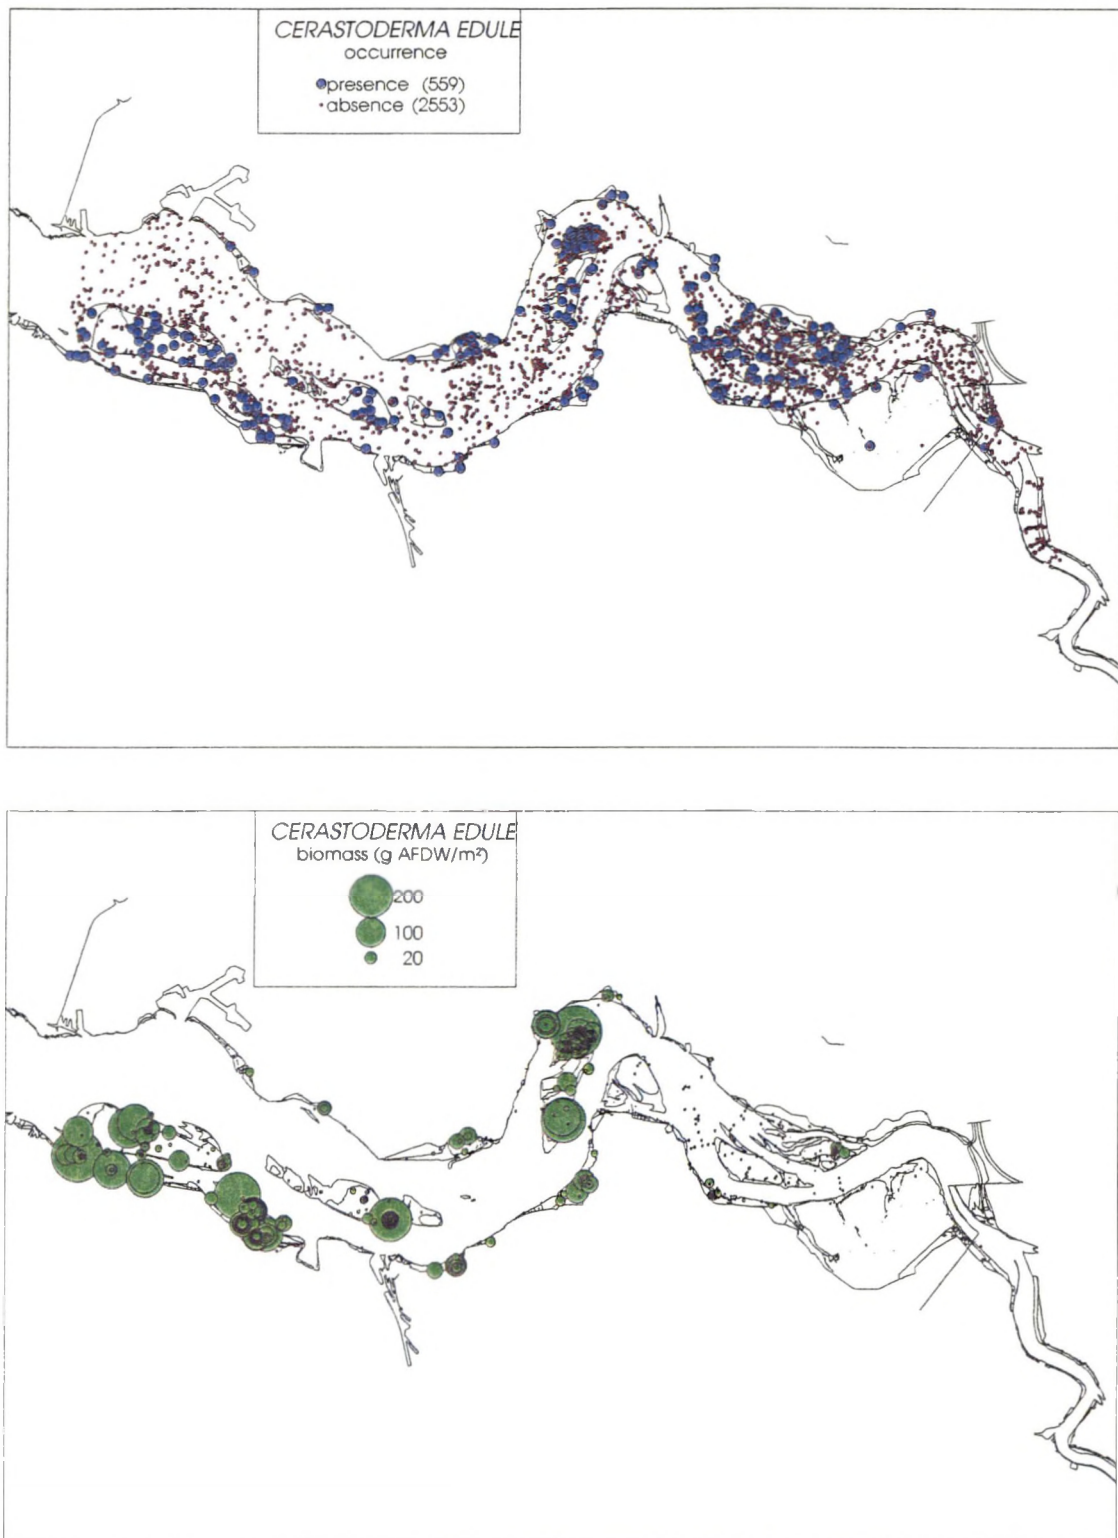 CERASTODERMA EDULE
occurrence
presence (559)
absence (2553)
CERASTODERMA EDULE
biomass (g AFDW/m²)
200
100
20